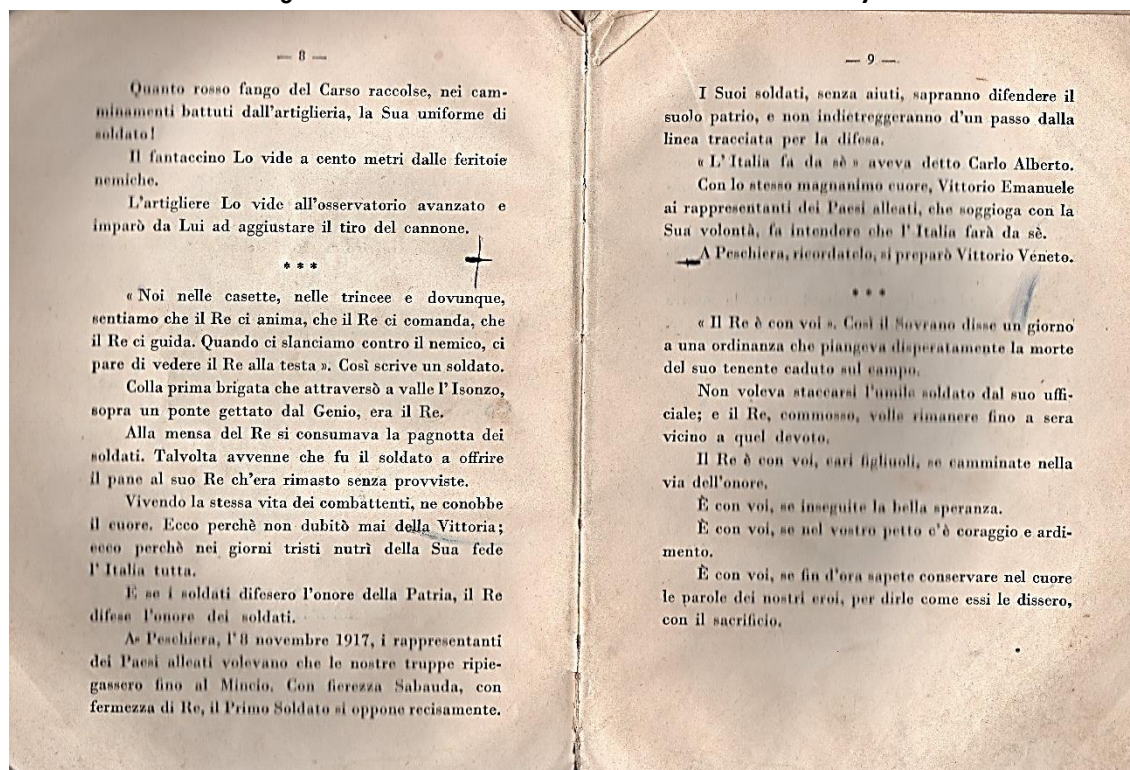 — 8 —
Quanto rosso fango del Carso raccolse, nei cam-
minamenti battuti dall'artiglieria, la Sua uniforme di
soldato!
Il fantaccino Lo vide a cento metri dalle feritoie
nemiche.
L'artigliere Lo vide all'osservatorio avanzato e
imparò da Lui ad aggiustare il tiro del cannone.
* * *
« Noi nelle casette, nelle trincee e dovunque,
sentiamo che il Re ci anima, che il Re ci comanda, che
il Re ci guida. Quando ci slanciamo contro il nemico, ci
pare di vedere il Re alla testa ». Così scrive un soldato.
Colla prima brigata che attraversò a valle l'Isonzo,
sopra un ponte gettato dal Genio, era il Re.
Alla mensa del Re si consumava la pagnotta dei
soldati. Talvolta avvenne che fu il soldato a offrire
il pane al suo Re ch'era rimasto senza provviste.
Vivendo la stessa vita dei combattenti, ne conobbe
il cuore. Ecco perchè non dubitò mai della Vittoria;
ecco perchè nei giorni tristi nutrì della Sua fede
l'Italia tutta.
E se i soldati difesero l'onore della Patria, il Re
difese l'onore dei soldati.
A Peschiera, l'8 novembre 1917, i rappresentanti
dei Paesi alleati volevano che le nostre truppe ripie-
gassero fino al Mincio. Con fierezza Sabauda, con
fermezza di Re, il Primo Soldato si oppone recisamente.
— 9 —
I Suoi soldati, senza aiuti, sapranno difendere il
suolo patrio, e non indietreggeranno d'un passo dalla
linea tracciata per la difesa.
« L'Italia fa da sè » aveva detto Carlo Alberto.
Con lo stesso magnanimo cuore, Vittorio Emanuele
ai rappresentanti dei Paesi alleati, che soggioga con la
Sua volontà, fa intendere che l'Italia farà da sè.
A Peschiera, ricordatelo, si preparò Vittorio Véneto.
* * *
« Il Re è con voi ». Così il Sovrano disse un giorno
a una ordinanza che piangeva disperatamente la morte
del suo tenente caduto sul campo.
Non voleva staccarsi l'umile soldato dal suo uffi-
ciale; e il Re, commosso, volle rimanere fino a sera
vicino a quel devoto.
Il Re è con voi, cari figliuoli, se camminate nella
via dell'onore.
È con voi, se inseguite la bella speranza.
È con voi, se nel vostro petto c'è coraggio e ardi-
mento.
È con voi, se fin d'ora sapete conservare nel cuore
le parole dei nostri eroi, per dirle come essi le dissero,
con il sacrificio.